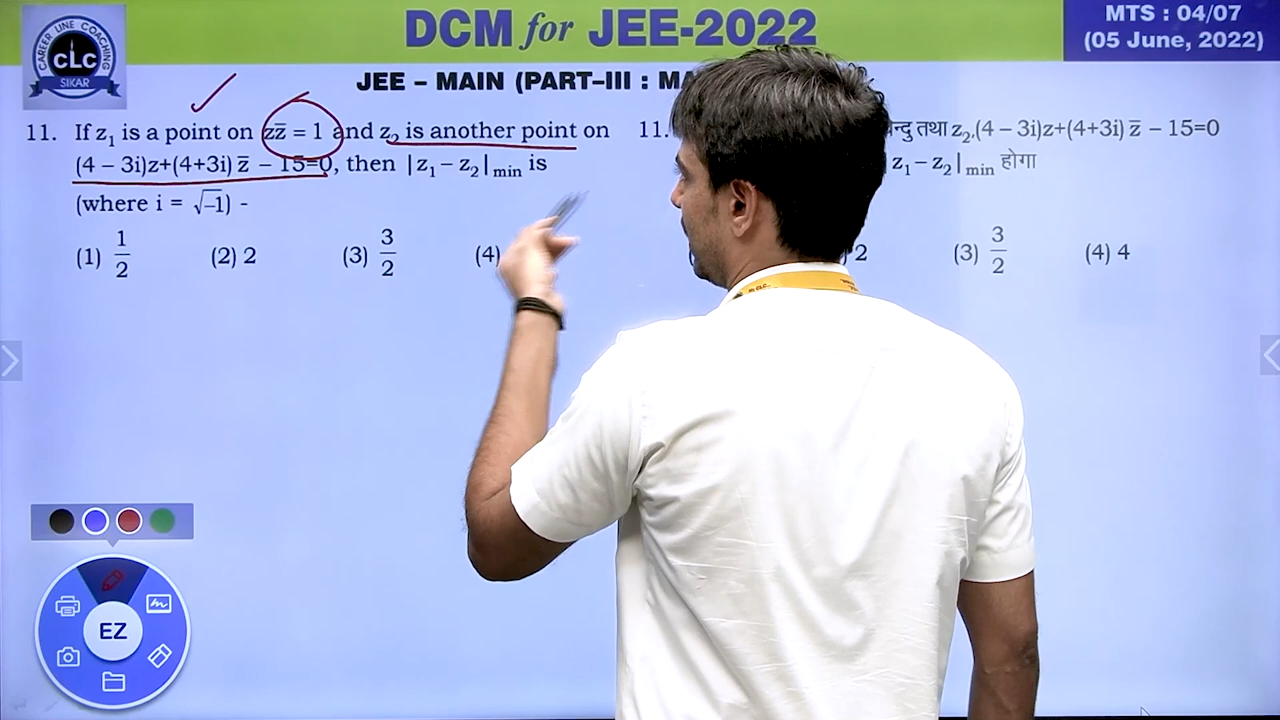 CAREER LINE COACHING
CLC
SIKAR
DCM for JEE-2022
MTS : 04/07
(05 June, 2022)
JEE – MAIN (PART–III :
11. If z₁ is a point on zz̅ = 1 and z₂ is another point on
(4 – 3i)z+(4+3i) z̅ – 15=0, then |z₁ – z₂|min is
(where i = √–1) -
(1) 1/2 (2) 2 (3) 3/2 (4)
11. तथा z₂,(4 – 3i)z+(4+3i) z̅ – 15=0
z₁ – z₂|min होगा
2 (3) 3/2 (4) 4
EZ